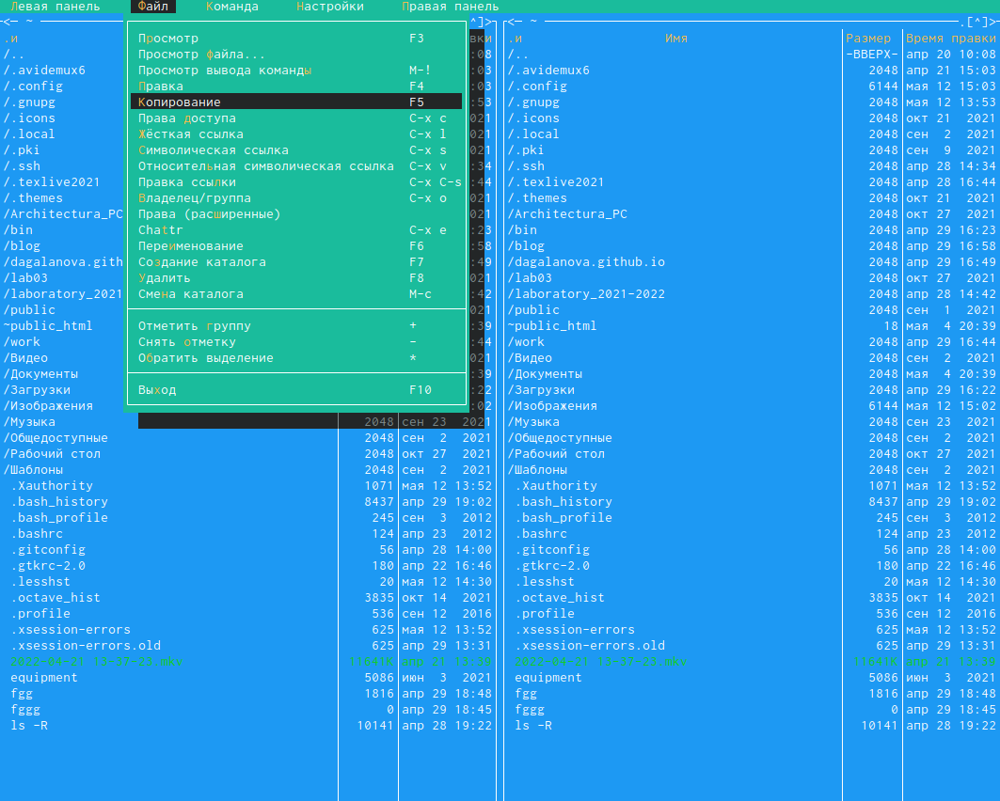 Левая панель Файл Команда Настройки Правая панель
<─ ~ ^]> <─ ~ .[^]>
.и Просмотр F3 вки .и Имя Размер Время правки
/.. Просмотр файла... :08 /.. -ВВЕРХ- апр 20 10:08
/.avidemux6 Просмотр вывода команды M-! :03 /.avidemux6 2048 апр 21 15:03
/.config Правка F4 :03 /.config 6144 мая 12 15:03
/.gnupg Копирование F5 :53 /.gnupg 2048 мая 12 13:53
/.icons Права доступа C-x c 021 /.icons 2048 окт 21 2021
/.local Жёсткая ссылка C-x l 021 /.local 2048 сен 2 2021
/.pki Символическая ссылка C-x s 021 /.pki 2048 сен 9 2021
/.ssh Относительная символическая ссылка C-x v :34 /.ssh 2048 апр 28 14:34
/.texlive2021 Правка ссылки C-x C-s :44 /.texlive2021 2048 апр 28 16:44
/.themes Владелец/группа C-x o 021 /.themes 2048 окт 21 2021
/Architectura_PC Права (расширенные) 021 /Architectura_PC 2048 окт 27 2021
/bin Chattr C-x e :23 /bin 2048 апр 29 16:23
/blog Переименование F6 :58 /blog 2048 апр 29 16:58
/dagalanova.gith Создание каталога F7 :49 /dagalanova.github.io 2048 апр 29 16:49
/lab03 Удалить F8 021 /lab03 2048 окт 27 2021
/laboratory_2021 Смена каталога M-c :42 /laboratory_2021-2022 2048 апр 28 14:42
/public 021 /public 2048 сен 1 2021
~public_html Отметить группу + :39 ~public_html 18 мая 4 20:39
/work Снять отметку - :44 /work 2048 апр 29 16:44
/Видео Обратить выделение * 021 /Видео 2048 сен 2 2021
/Документы :39 /Документы 2048 мая 4 20:39
/Загрузки Выход F10 :22 /Загрузки 2048 апр 29 16:22
/Изображения :02 /Изображения 6144 мая 12 15:02
/Музыка 2048 сен 23 2021 /Музыка 2048 сен 23 2021
/Общедоступные 2048 сен 2 2021 /Общедоступные 2048 сен 2 2021
/Рабочий стол 2048 окт 27 2021 /Рабочий стол 2048 окт 27 2021
/Шаблоны 2048 сен 2 2021 /Шаблоны 2048 сен 2 2021
.Xauthority 1071 мая 12 13:52 .Xauthority 1071 мая 12 13:52
.bash_history 8437 апр 29 19:02 .bash_history 8437 апр 29 19:02
.bash_profile 245 сен 3 2012 .bash_profile 245 сен 3 2012
.bashrc 124 апр 23 2012 .bashrc 124 апр 23 2012
.gitconfig 56 апр 28 14:00 .gitconfig 56 апр 28 14:00
.gtkrc-2.0 180 апр 22 16:46 .gtkrc-2.0 180 апр 22 16:46
.lesshst 20 мая 12 14:30 .lesshst 20 мая 12 14:30
.octave_hist 3835 окт 14 2021 .octave_hist 3835 окт 14 2021
.profile 536 сен 12 2016 .profile 536 сен 12 2016
.xsession-errors 625 мая 12 13:52 .xsession-errors 625 мая 12 13:52
.xsession-errors.old 625 апр 29 13:31 .xsession-errors.old 625 апр 29 13:31
2022-04-21 13-37-23.mkv 11641K апр 21 13:39 2022-04-21 13-37-23.mkv 11641K апр 21 13:39
equipment 5086 июн 3 2021 equipment 5086 июн 3 2021
fgg 1816 апр 29 18:48 fgg 1816 апр 29 18:48
fggg 0 апр 29 18:45 fggg 0 апр 29 18:45
ls -R 10141 апр 28 19:22 ls -R 10141 апр 28 19:22